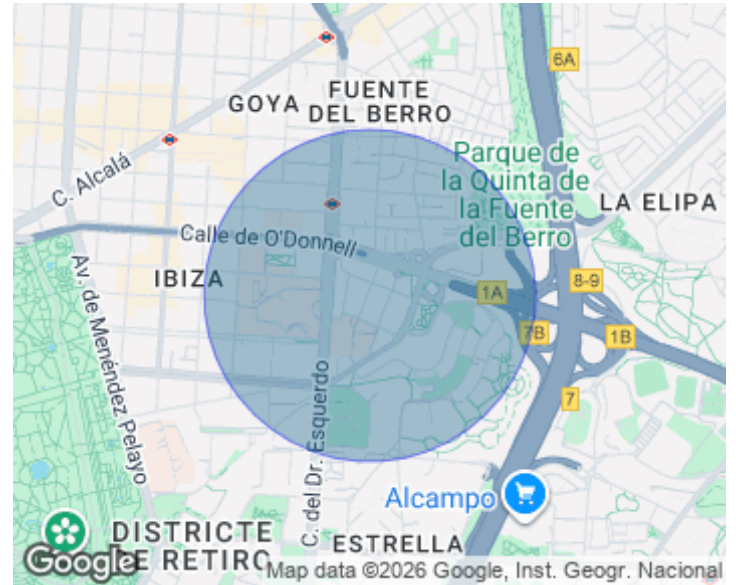 6A
GOYA
FUENTE
DEL BERRO
C. Alcalá
Parque de
la Quinta de
la Fuente
del Berro
LA ELIPA
Calle de O'Donnell
IBIZA
Av. de Menéndez Pelayo
8-9
1A
7B
1B
C. del Dr. Esquerdo
7
Alcampo
DISTRICTE
DE RETIRO
ESTRELLA
Google
Map data ©2026 Google, Inst. Geogr. Nacional